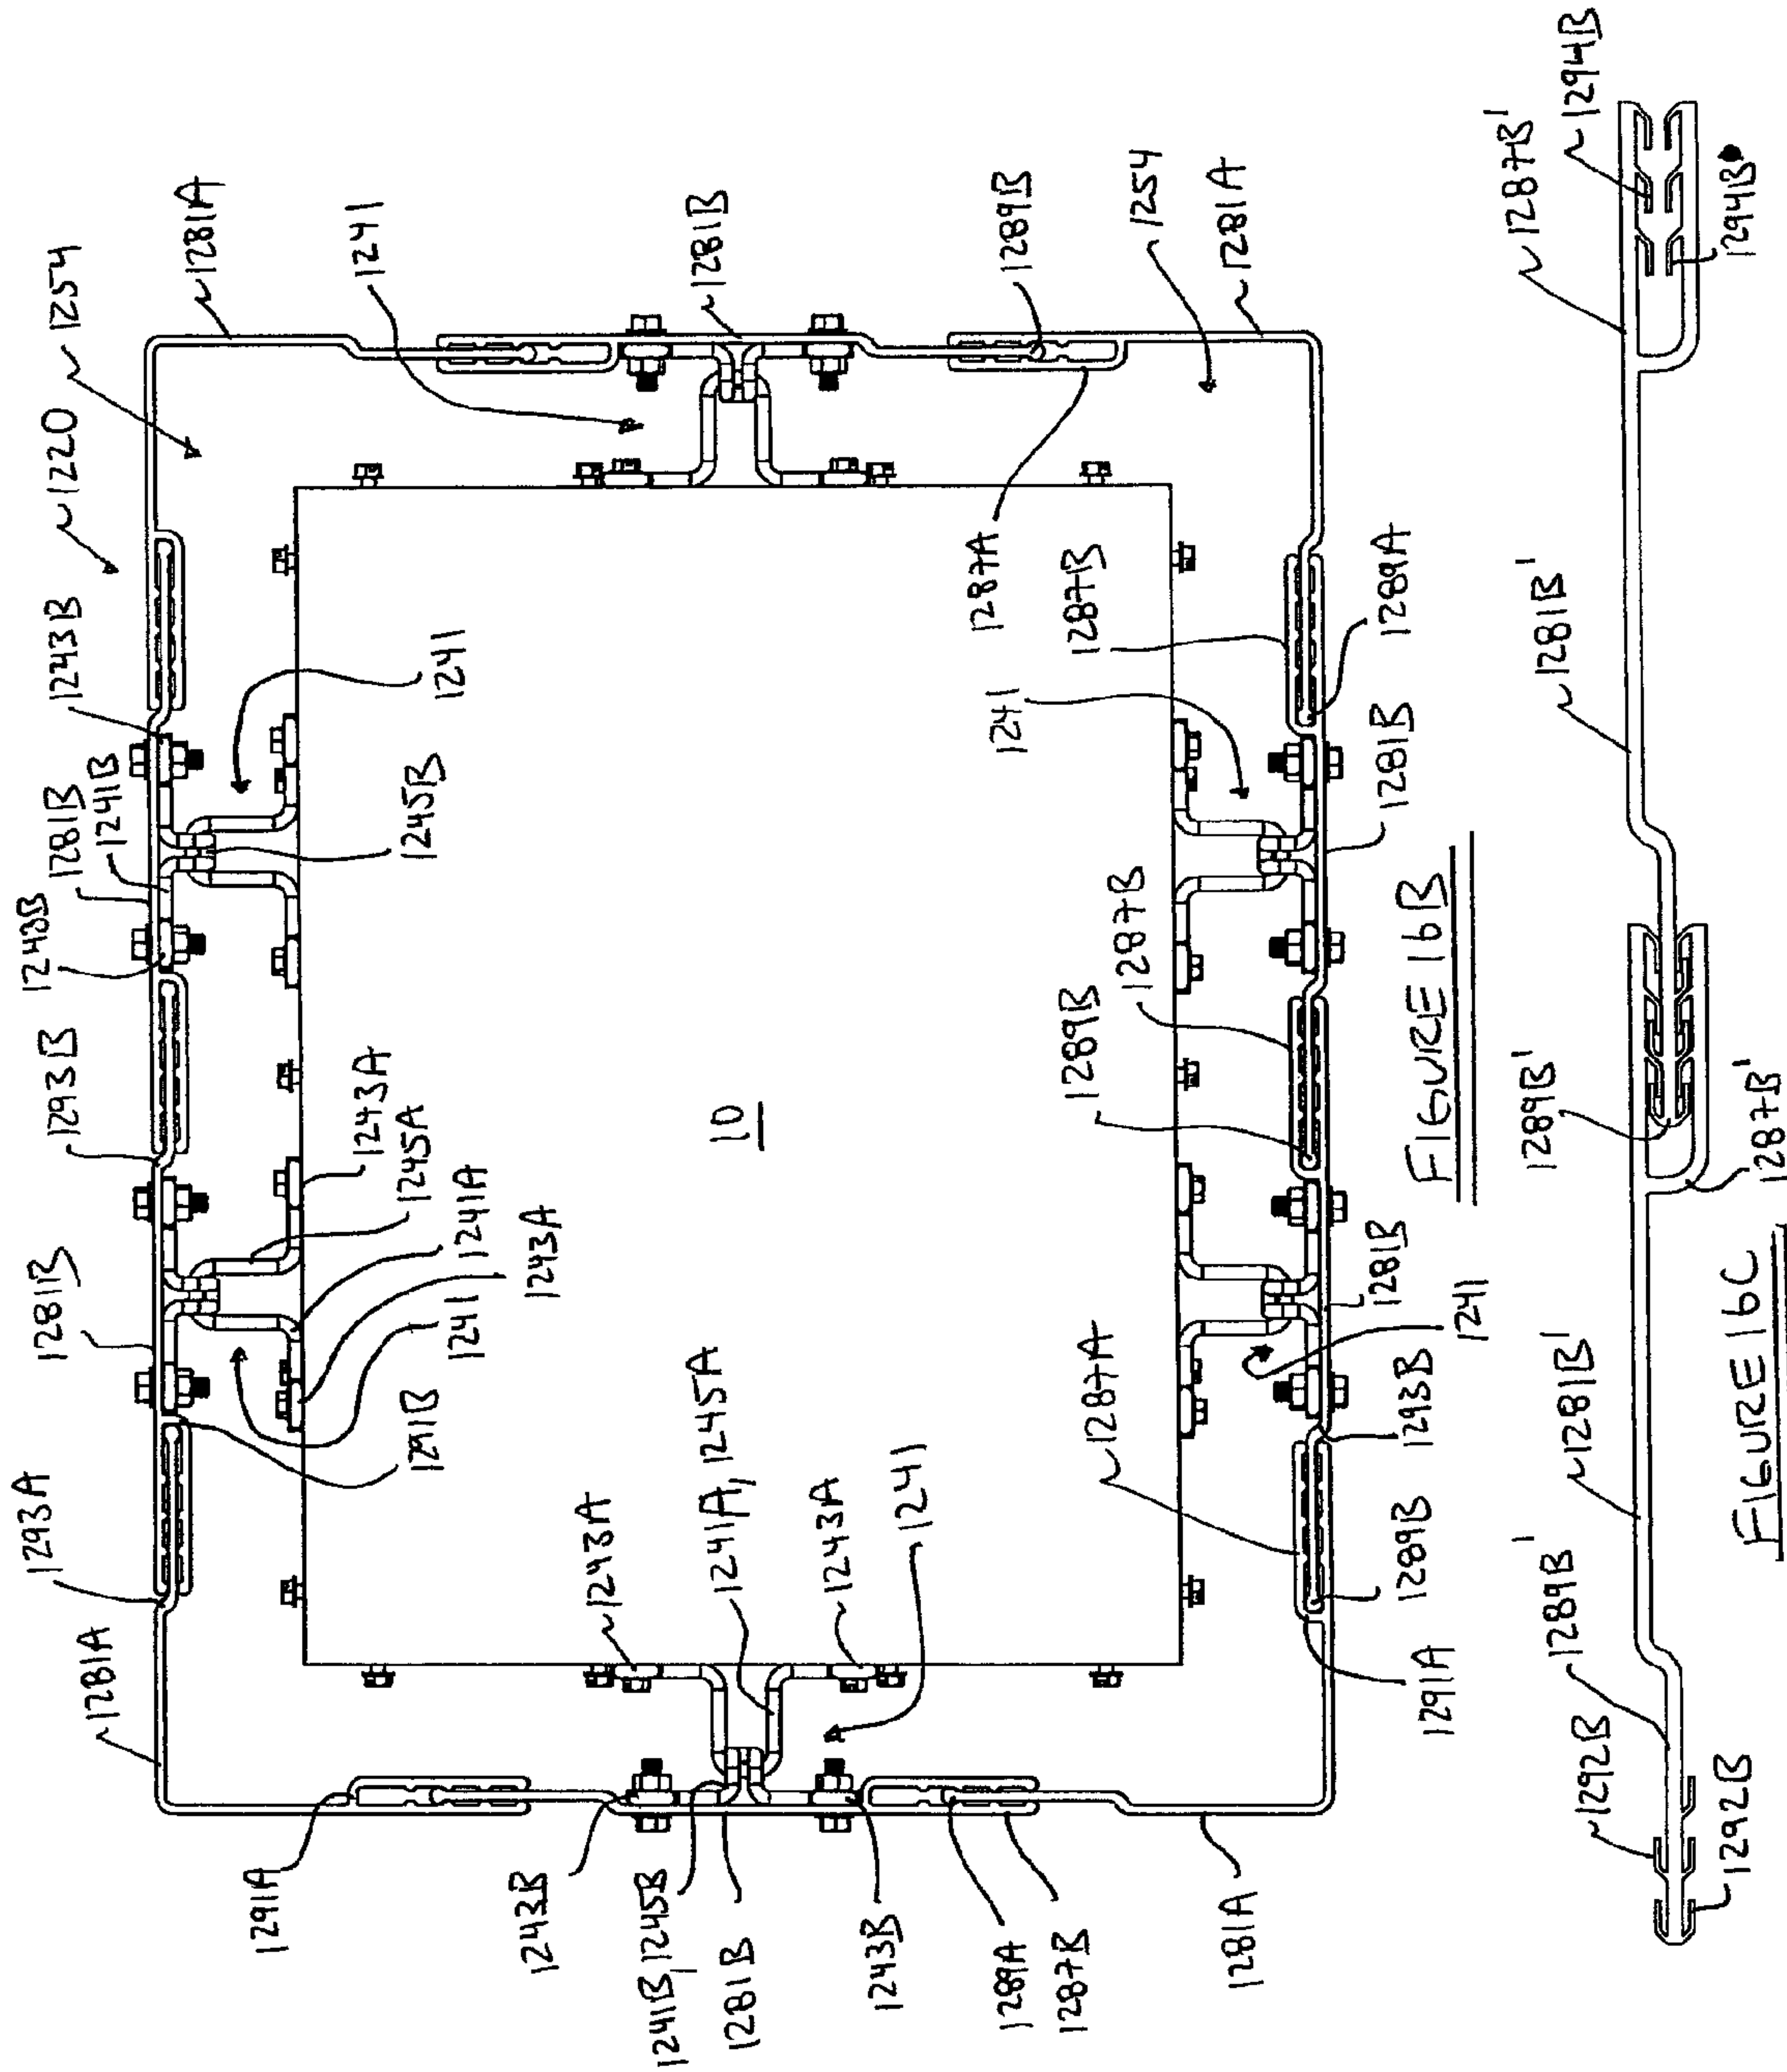 1293A
1281B
1293B
1243B
1281B
1241B
1243B
1220
1254
1281A
1281A
1241
1291A
1291B
1241
1243A
1241A
1245A
1243A
1245B
1241
1281B
1243B
1241B, 1245B
1281B
1243B
1243A
1241A, 1245A
1243A
1241
10
1289B
1289A
1287B
1281A
1287A
1289B
1291A
1293B
1241
1281B
1289B
1287B
1241
1281B
1287B
1289A
1287A
1254
1281A
FIGURE 16B
1292B
1292B
1289B'
1281B'
1289B'
1287B'
1281B'
1287B'
1294B
1294B'
FIGURE 16C